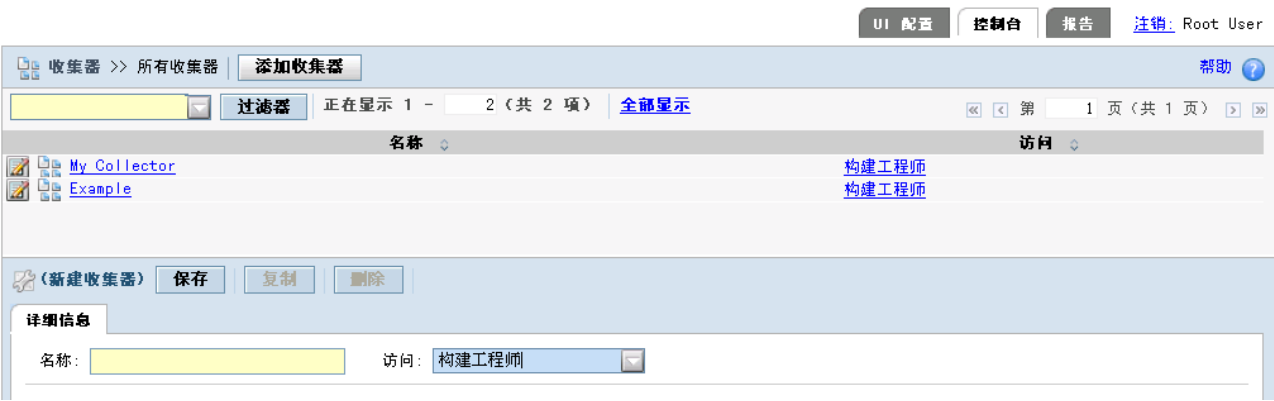 UI 配置 控制台 报告 注销: Root User
收集器 >> 所有收集器 添加收集器 帮助
过滤器 正在显示 1 - 2 (共 2 项) 全部显示 第 1 页 (共 1 页)
名称 访问
My Collector 构建工程师
Example 构建工程师
(新建收集器) 保存 复制 删除
详细信息
名称: 访问: 构建工程师